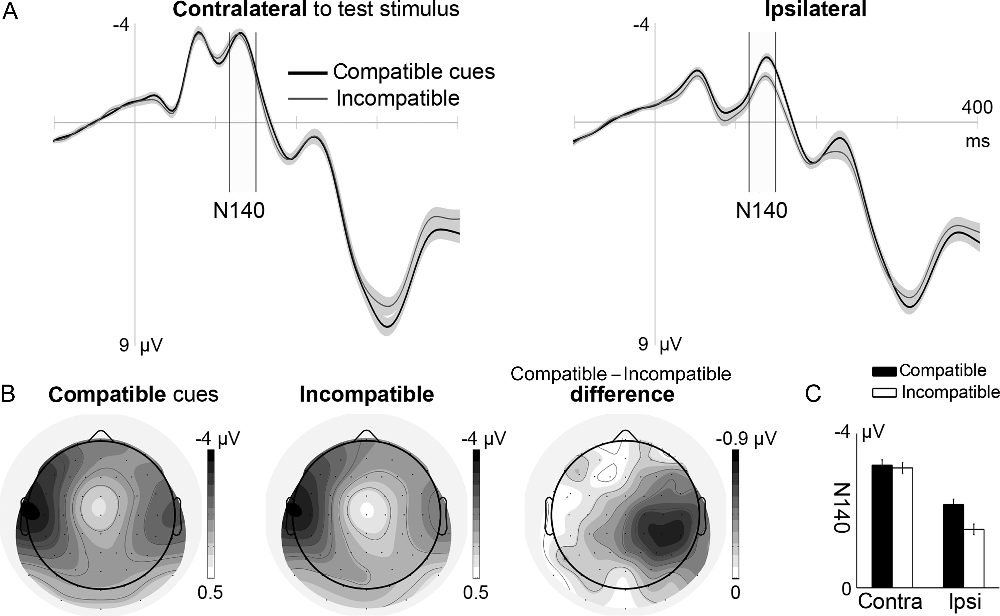 A
Contralateral to test stimulus
Ipsilateral
-4
-4
Compatible cues
Incompatible
400
ms
N140
N140
9 µV
9 µV
Compatible – Incompatible
difference
Compatible
Incompatible
B
Compatible cues
Incompatible
C
-4 µV
-4 µV
-0.9 µV
-4 µV
N140
0.5
0.5
0
0
Contra
Ipsi